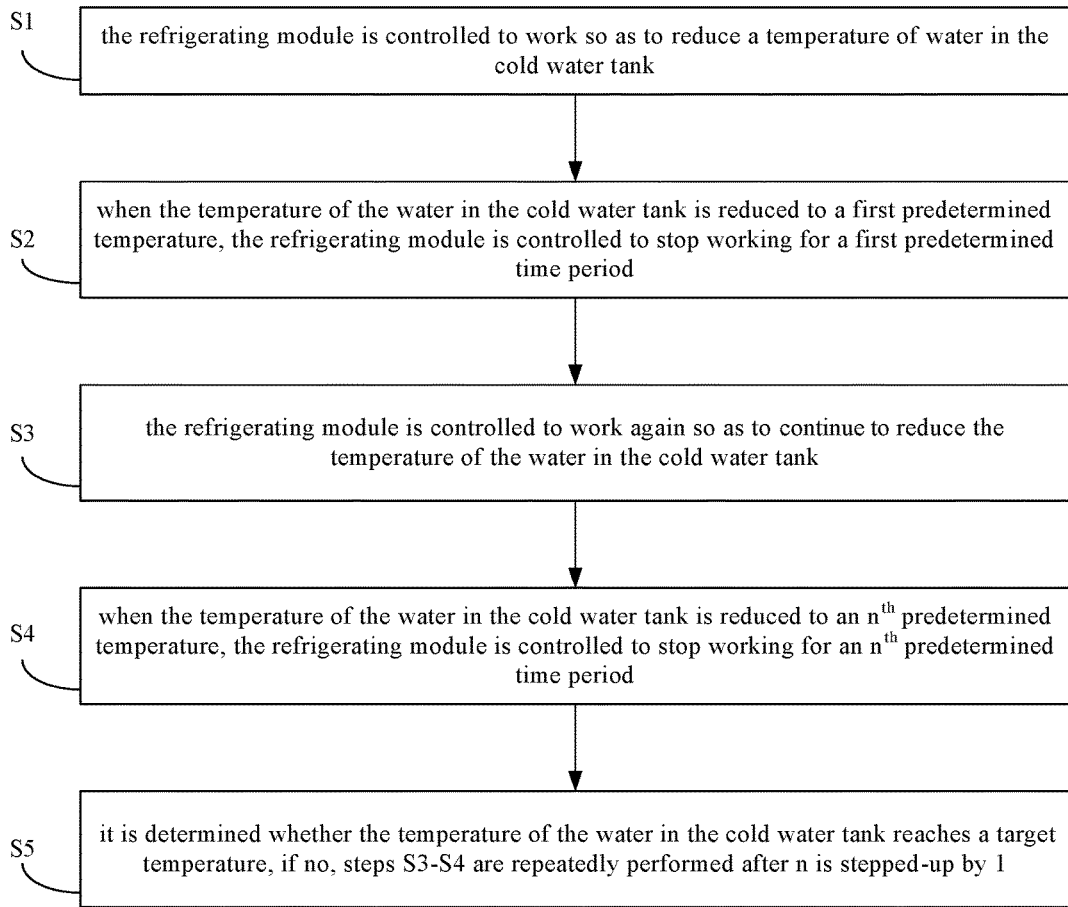 S1
the refrigerating module is controlled to work so as to reduce a temperature of water in the
cold water tank
S2
when the temperature of the water in the cold water tank is reduced to a first predetermined
temperature, the refrigerating module is controlled to stop working for a first predetermined
time period
S3
the refrigerating module is controlled to work again so as to continue to reduce the
temperature of the water in the cold water tank
S4
when the temperature of the water in the cold water tank is reduced to an nth predetermined
temperature, the refrigerating module is controlled to stop working for an nth predetermined
time period
S5
it is determined whether the temperature of the water in the cold water tank reaches a target
temperature, if no, steps S3-S4 are repeatedly performed after n is stepped-up by 1